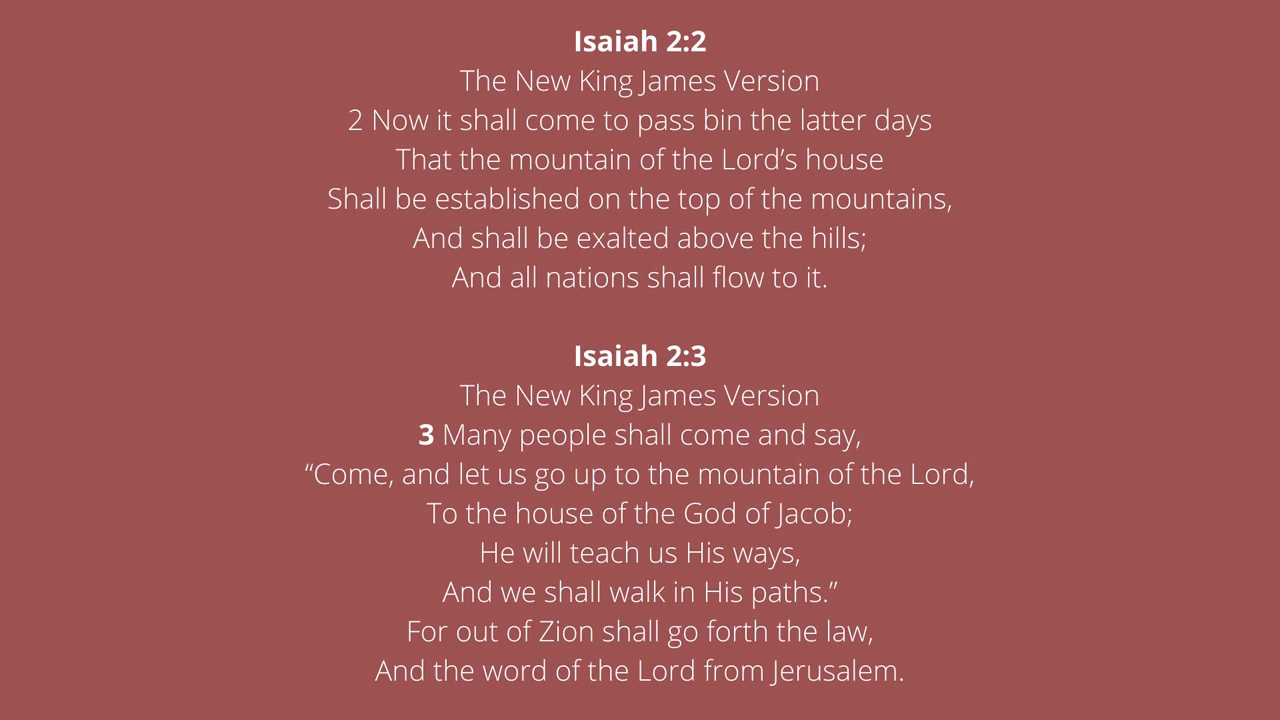 Isaiah 2:2
The New King James Version
2 Now it shall come to pass bin the latter days
That the mountain of the Lord’s house
Shall be established on the top of the mountains,
And shall be exalted above the hills;
And all nations shall flow to it.
Isaiah 2:3
The New King James Version
3 Many people shall come and say,
“Come, and let us go up to the mountain of the Lord,
To the house of the God of Jacob;
He will teach us His ways,
And we shall walk in His paths.”
For out of Zion shall go forth the law,
And the word of the Lord from Jerusalem.